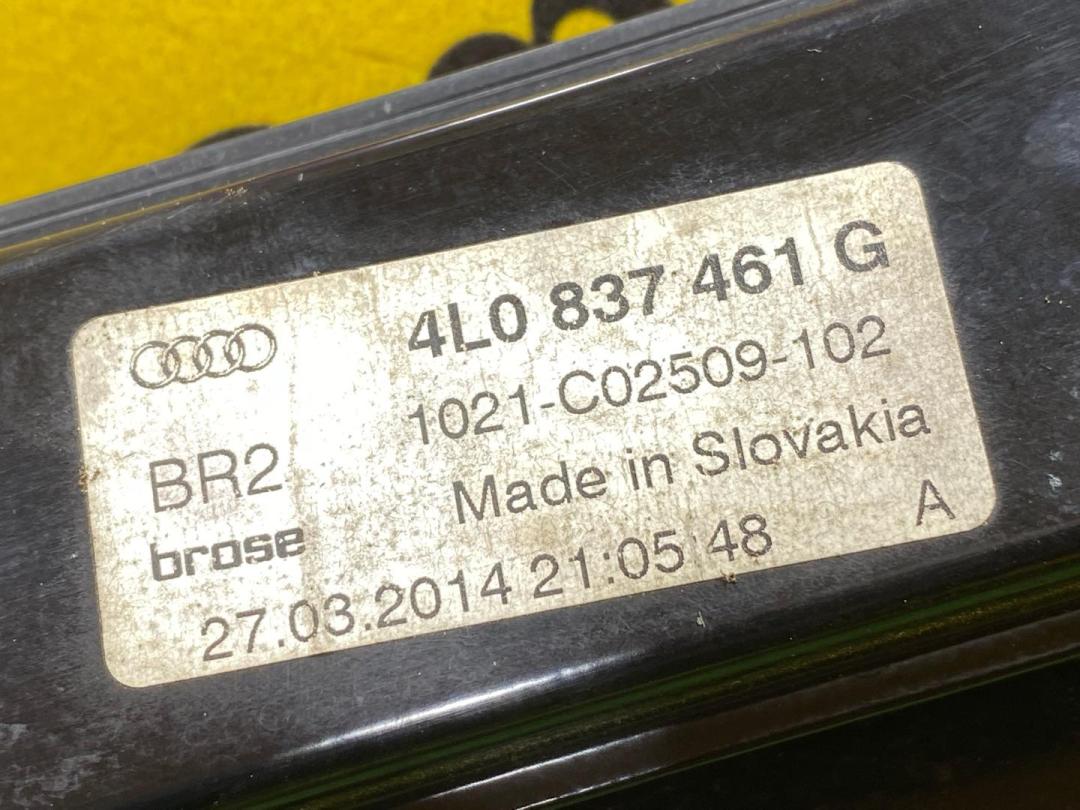 4L0 837 461 G
1021-C02509-102
BR2
Made in Slovakia
brose
A
27.03.2014 21:05:48